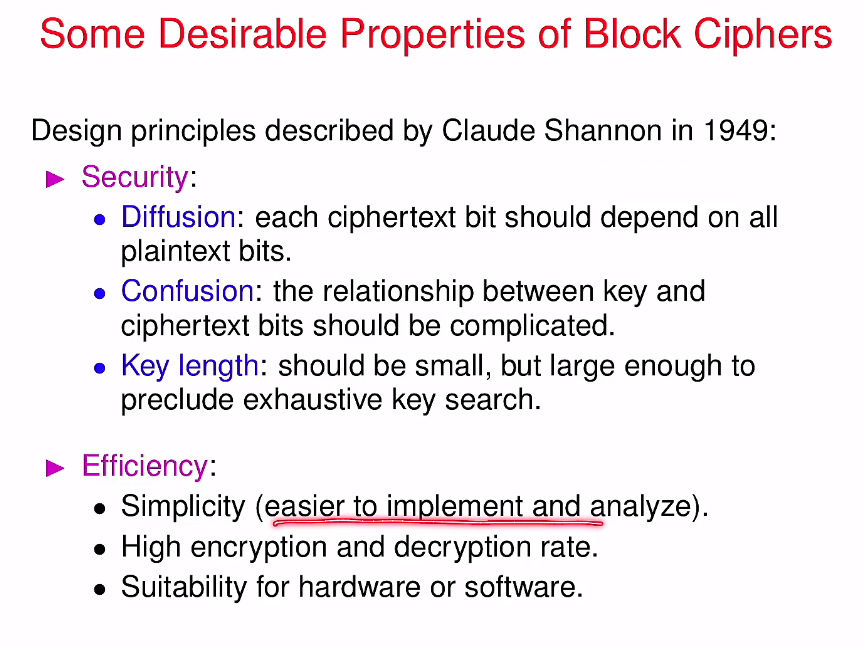 Some Desirable Properties of Block Ciphers
Design principles described by Claude Shannon in 1949:
► Security:
• Diffusion: each ciphertext bit should depend on all
plaintext bits.
• Confusion: the relationship between key and
ciphertext bits should be complicated.
• Key length: should be small, but large enough to
preclude exhaustive key search.
► Efficiency:
• Simplicity (easier to implement and analyze).
• High encryption and decryption rate.
• Suitability for hardware or software.